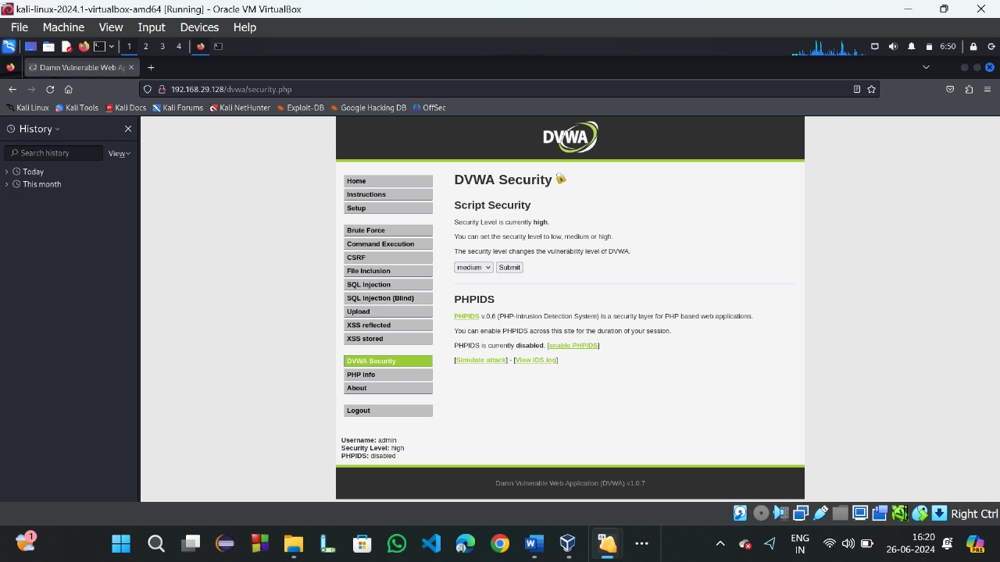 kali-linux-2024.1-virtualbox-amd64 [Running] - Oracle VM VirtualBox
File Machine View Input Devices Help
1 2 3 4 6:50
Damn Vulnerable Web Ap
192.168.29.128/dvwa/security.php
Kali Linux Kali Tools Kali Docs Kali Forums Kali NetHunter Exploit-DB Google Hacking DB OffSec
History
Search history View
Today
This month
DVWA
Home
Instructions
Setup
Brute Force
Command Execution
CSRF
File Inclusion
SQL Injection
SQL Injection (Blind)
Upload
XSS reflected
XSS stored
DVWA Security
PHP Info
About
Logout
DVWA Security
Script Security
Security Level is currently high.
You can set the security level to low, medium or high.
The security level changes the vulnerability level of DVWA.
medium Submit
PHPIDS
PHPIDS v.0.6 (PHP-Intrusion Detection System) is a security layer for PHP based web applications.
You can enable PHPIDS across this site for the duration of your session.
PHPIDS is currently disabled. [enable PHPIDS]
[Simulate attack] - [View IDS log]
Username: admin
Security Level: high
PHPIDS: disabled
Damn Vulnerable Web Application (DVWA) v1.0.7
Right Ctrl
1
ENG
IN
16:20
26-06-2024
PRE